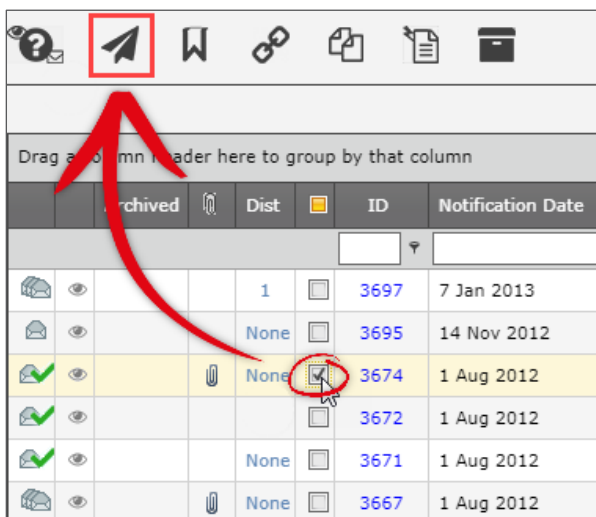 Drag a column header here to group by that column
Archived Dist ID Notification Date
1 3697 7 Jan 2013
None 3695 14 Nov 2012
None 3674 1 Aug 2012
3672 1 Aug 2012
None 3671 1 Aug 2012
None 3667 1 Aug 2012